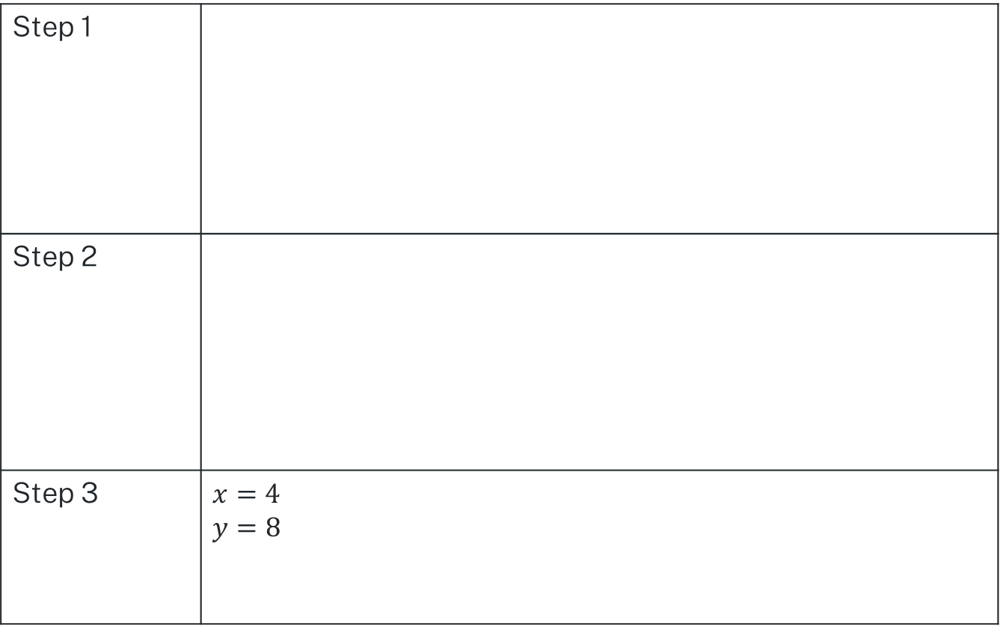 Step 1
Step 2
Step 3
x = 4
y = 8